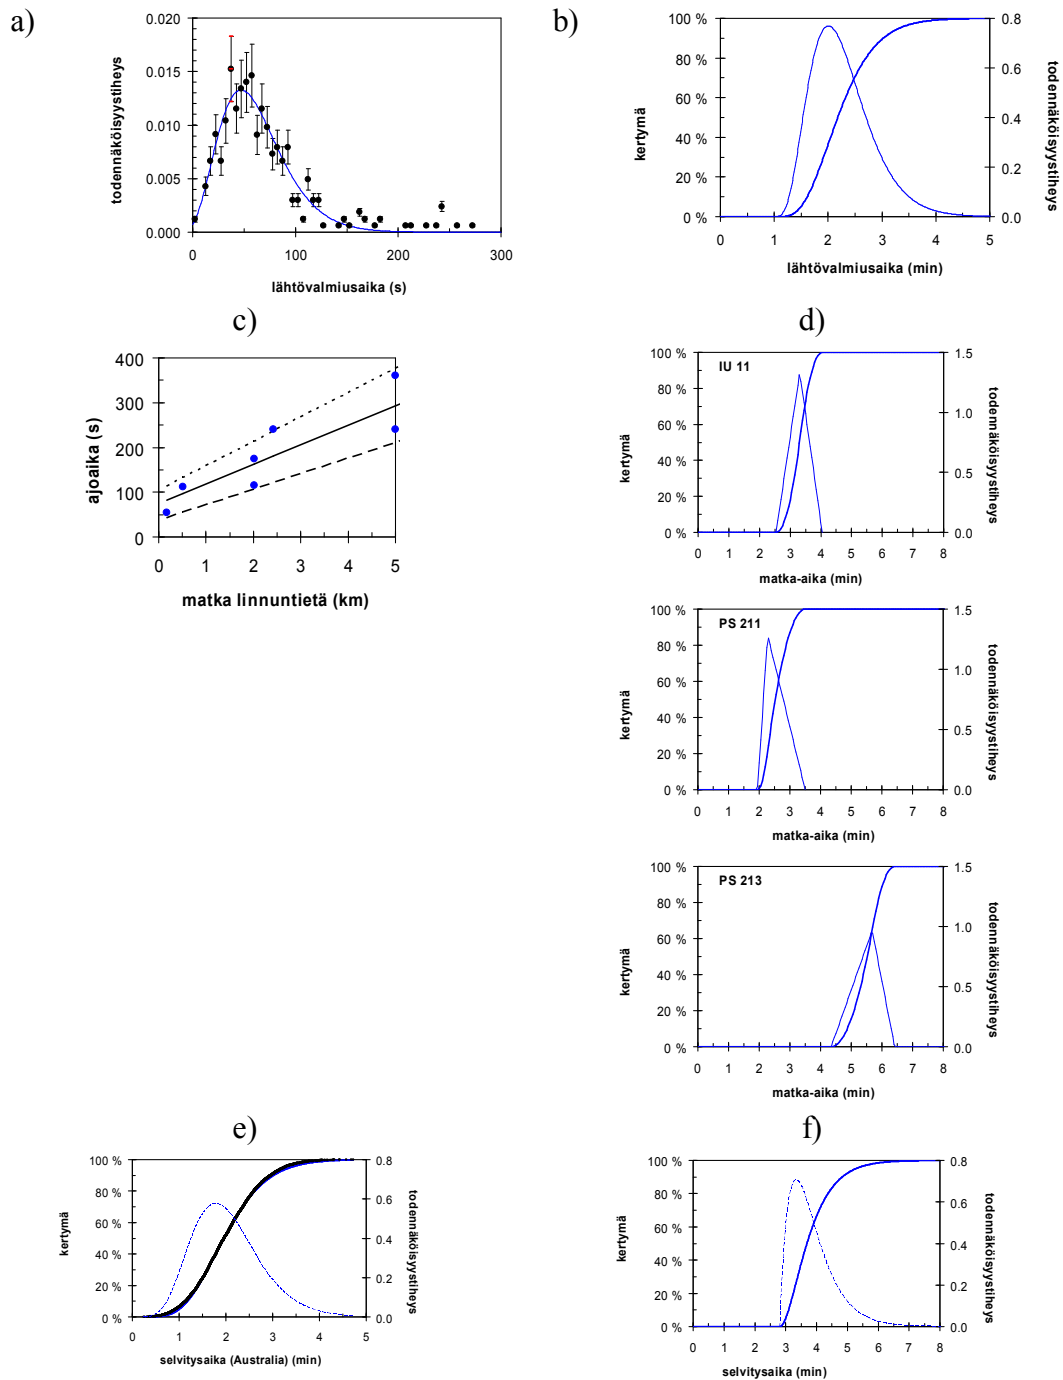 a)
b)
0.020
0.015
0.010
0.005
0.000
todennäköisyystiheys
0 100 200 300
lähtövalmiusaika (s)
100 %
80 %
60 %
40 %
20 %
0 %
kertymä
0.8
0.6
0.4
0.2
0.0
todennäköisyystiheys
0 1 2 3 4 5
lähtövalmiusaika (min)
c)
d)
400
300
200
100
0
ajoaika (s)
0 1 2 3 4 5
matka linnuntietä (km)
IU 11
100 %
80 %
60 %
40 %
20 %
0 %
kertymä
1.5
1.0
0.5
0.0
todennäköisyystiheys
0 1 2 3 4 5 6 7 8
matka-aika (min)
PS 211
100 %
80 %
60 %
40 %
20 %
0 %
kertymä
1.5
1.0
0.5
0.0
todennäköisyystiheys
0 1 2 3 4 5 6 7 8
matka-aika (min)
PS 213
100 %
80 %
60 %
40 %
20 %
0 %
kertymä
1.5
1.0
0.5
0.0
todennäköisyystiheys
0 1 2 3 4 5 6 7 8
matka-aika (min)
e)
f)
100 %
80 %
60 %
40 %
20 %
0 %
kertymä
0.8
0.6
0.4
0.2
0.0
todennäköisyystiheys
0 1 2 3 4 5
selvitysaika (Australia) (min)
100 %
80 %
60 %
40 %
20 %
0 %
kertymä
0.8
0.6
0.4
0.2
0.0
todennäköisyystiheys
0 1 2 3 4 5 6 7 8
selvitysaika (min)